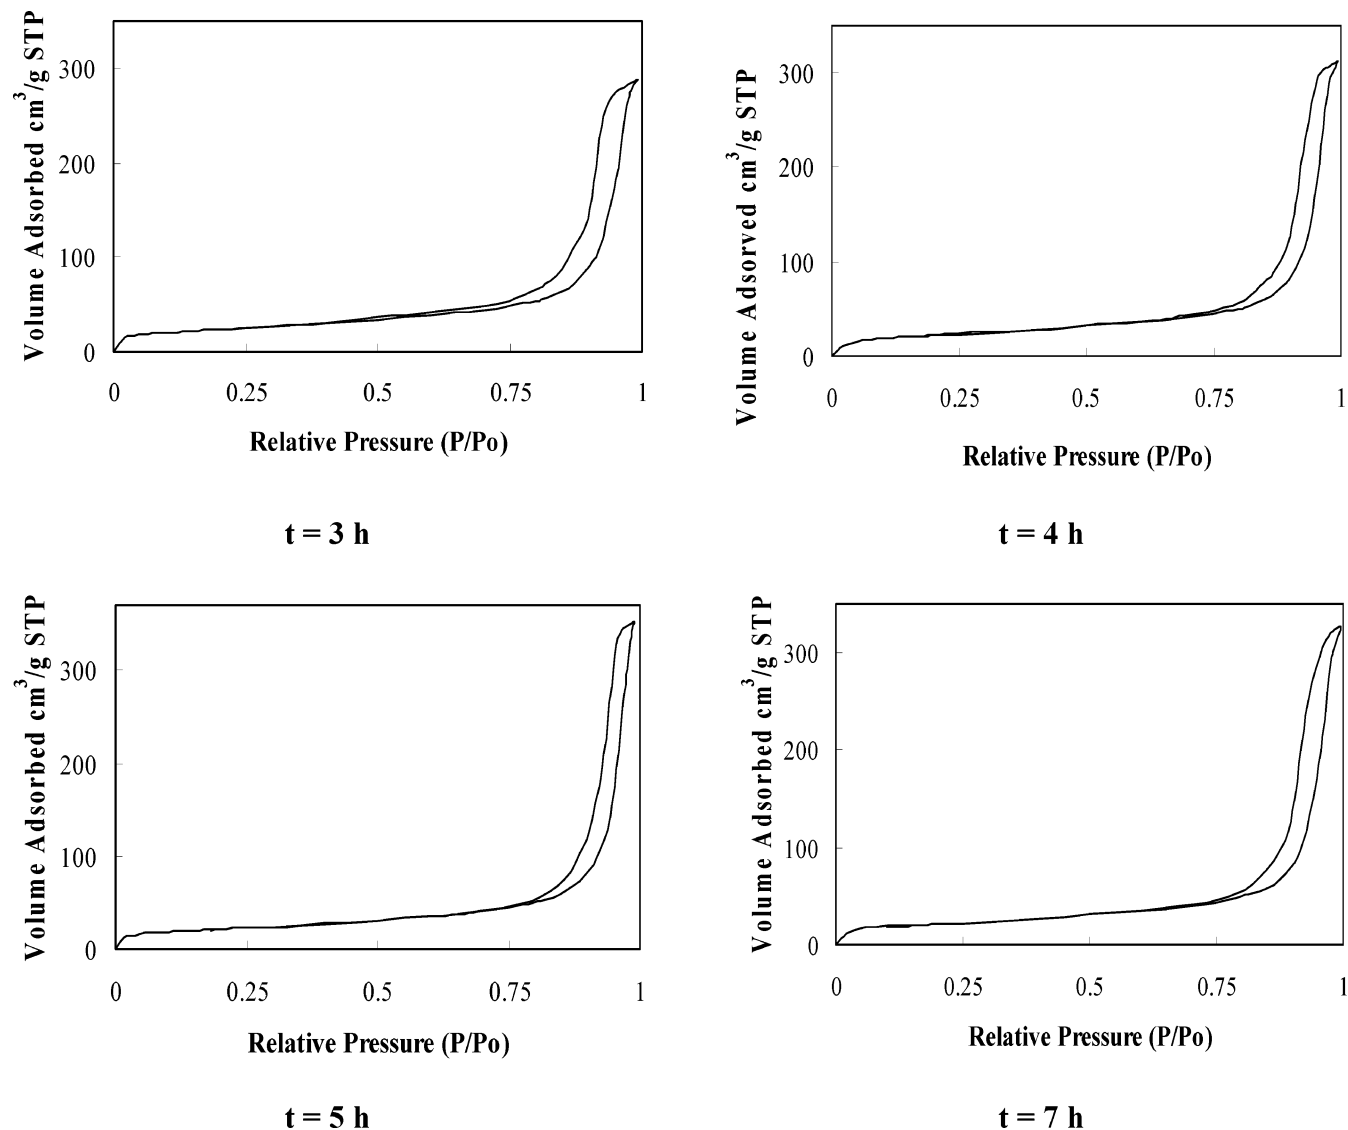 Volume Adsorbed cm³/g STP
300
200
100
0
0 0.25 0.5 0.75 1
Relative Pressure (P/Po)
t = 3 h
Volume Adsorved cm³/g STP
300
200
100
0
0 0.25 0.5 0.75 1
Relative Pressure (P/Po)
t = 4 h
Volume Adsorbed cm³/g STP
300
200
100
0
0 0.25 0.5 0.75 1
Relative Pressure (P/Po)
t = 5 h
Volume Adsorbed cm³/g STP
300
200
100
0
0 0.25 0.5 0.75 1
Relative Pressure (P/Po)
t = 7 h